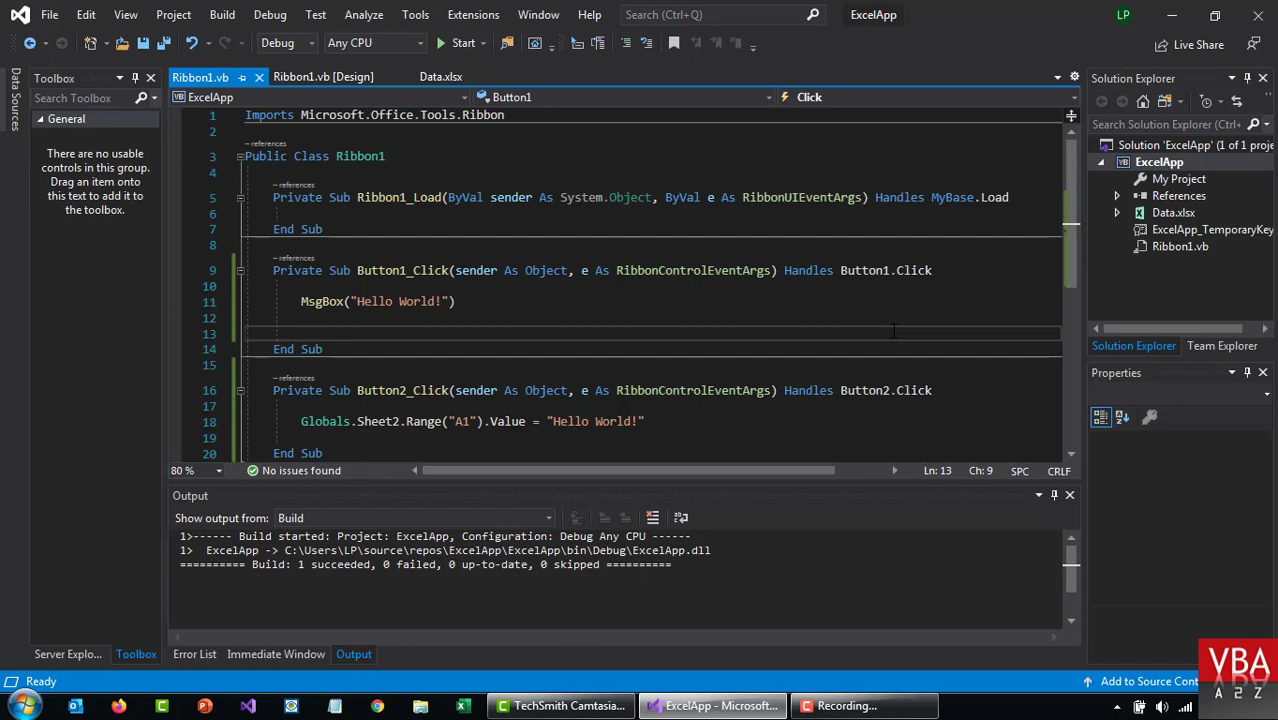 File Edit View Project Build Debug Test Analyze Tools Extensions Window Help Search (Ctrl+Q) ExcelApp LP
Debug Any CPU Start Live Share
Data Sources
Toolbox
Search Toolbox
General
There are no usable
controls in this group.
Drag an item onto
this text to add it to
the toolbox.
Ribbon1.vb Ribbon1.vb [Design] Data.xlsx
ExcelApp Button1 Click
1 Imports Microsoft.Office.Tools.Ribbon
2
- references
3 Public Class Ribbon1
4
- references
5 Private Sub Ribbon1_Load(ByVal sender As System.Object, ByVal e As RibbonUIEventArgs) Handles MyBase.Load
6
7 End Sub
8
- references
9 Private Sub Button1_Click(sender As Object, e As RibbonControlEventArgs) Handles Button1.Click
10
11 MsgBox("Hello World!")
12
13
14 End Sub
15
- references
16 Private Sub Button2_Click(sender As Object, e As RibbonControlEventArgs) Handles Button2.Click
17
18 Globals.Sheet2.Range("A1").Value = "Hello World!"
19
20 End Sub
80 % No issues found Ln: 13 Ch: 9 SPC CRLF
Output
Show output from: Build
1>------ Build started: Project: ExcelApp, Configuration: Debug Any CPU ------
1> ExcelApp -> C:\Users\LP\source\repos\ExcelApp\ExcelApp\bin\Debug\ExcelApp.dll
========== Build: 1 succeeded, 0 failed, 0 up-to-date, 0 skipped ==========
Server Explo... Toolbox Error List Immediate Window Output
Solution Explorer
Search Solution Explorer (Ctrl+
Solution 'ExcelApp' (1 of 1 proje
ExcelApp
My Project
References
Data.xlsx
ExcelApp_TemporaryKey
Ribbon1.vb
Solution Explorer Team Explorer
Properties
Ready Add to Source Cont
TechSmith Camtasia... ExcelApp - Microsoft... Recording...
VBA
A 2 Z